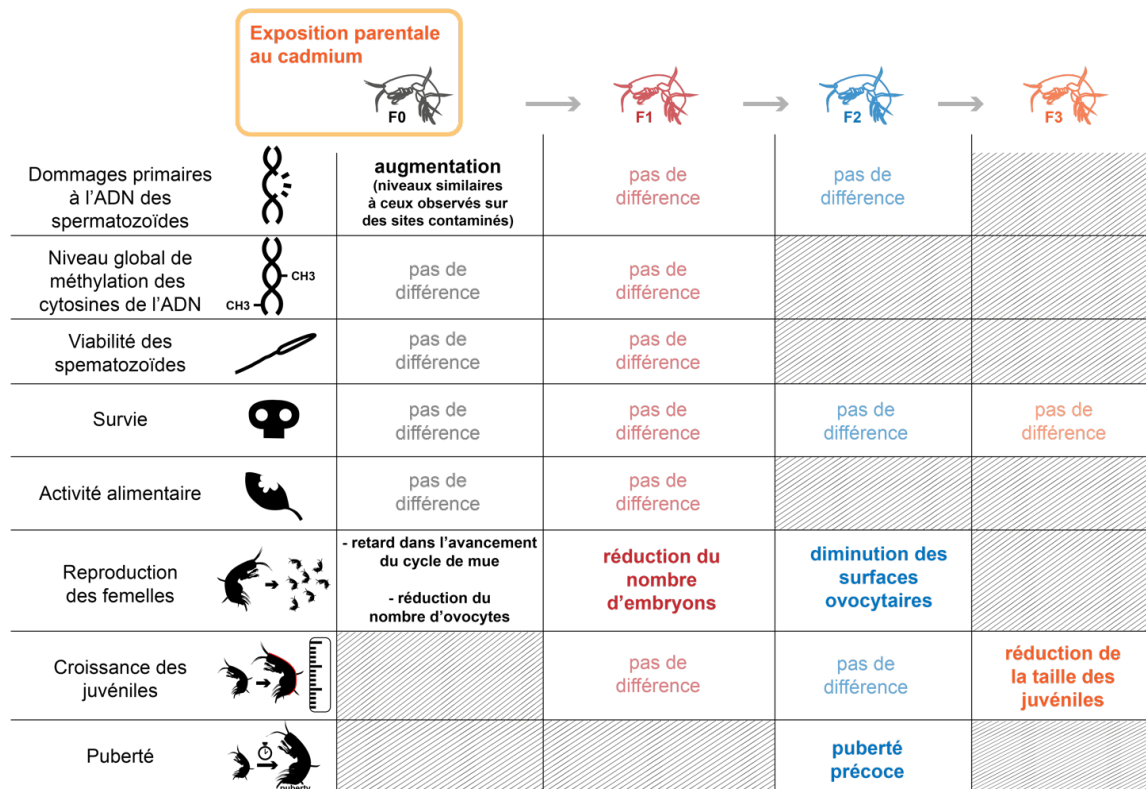 Exposition parentale
au cadmium
F0
F1
F2
F3
Dommages primaires
à l'ADN des
spermatozoïdes
augmentation
(niveaux similaires
à ceux observés sur
des sites contaminés)
pas de
différence
pas de
différence
Niveau global de
méthylation des
cytosines de l'ADN
CH3
CH3
pas de
différence
pas de
différence
Viabilité des
spematozoïdes
pas de
différence
pas de
différence
Survie
pas de
différence
pas de
différence
pas de
différence
pas de
différence
Activité alimentaire
pas de
différence
pas de
différence
Reproduction
des femelles
- retard dans l'avancement
du cycle de mue
- réduction du
nombre d'ovocytes
réduction du
nombre
d'embryons
diminution des
surfaces
ovocytaires
Croissance des
juvéniles
pas de
différence
pas de
différence
réduction de
la taille des
juvéniles
Puberté
puberty
puberté
précoce